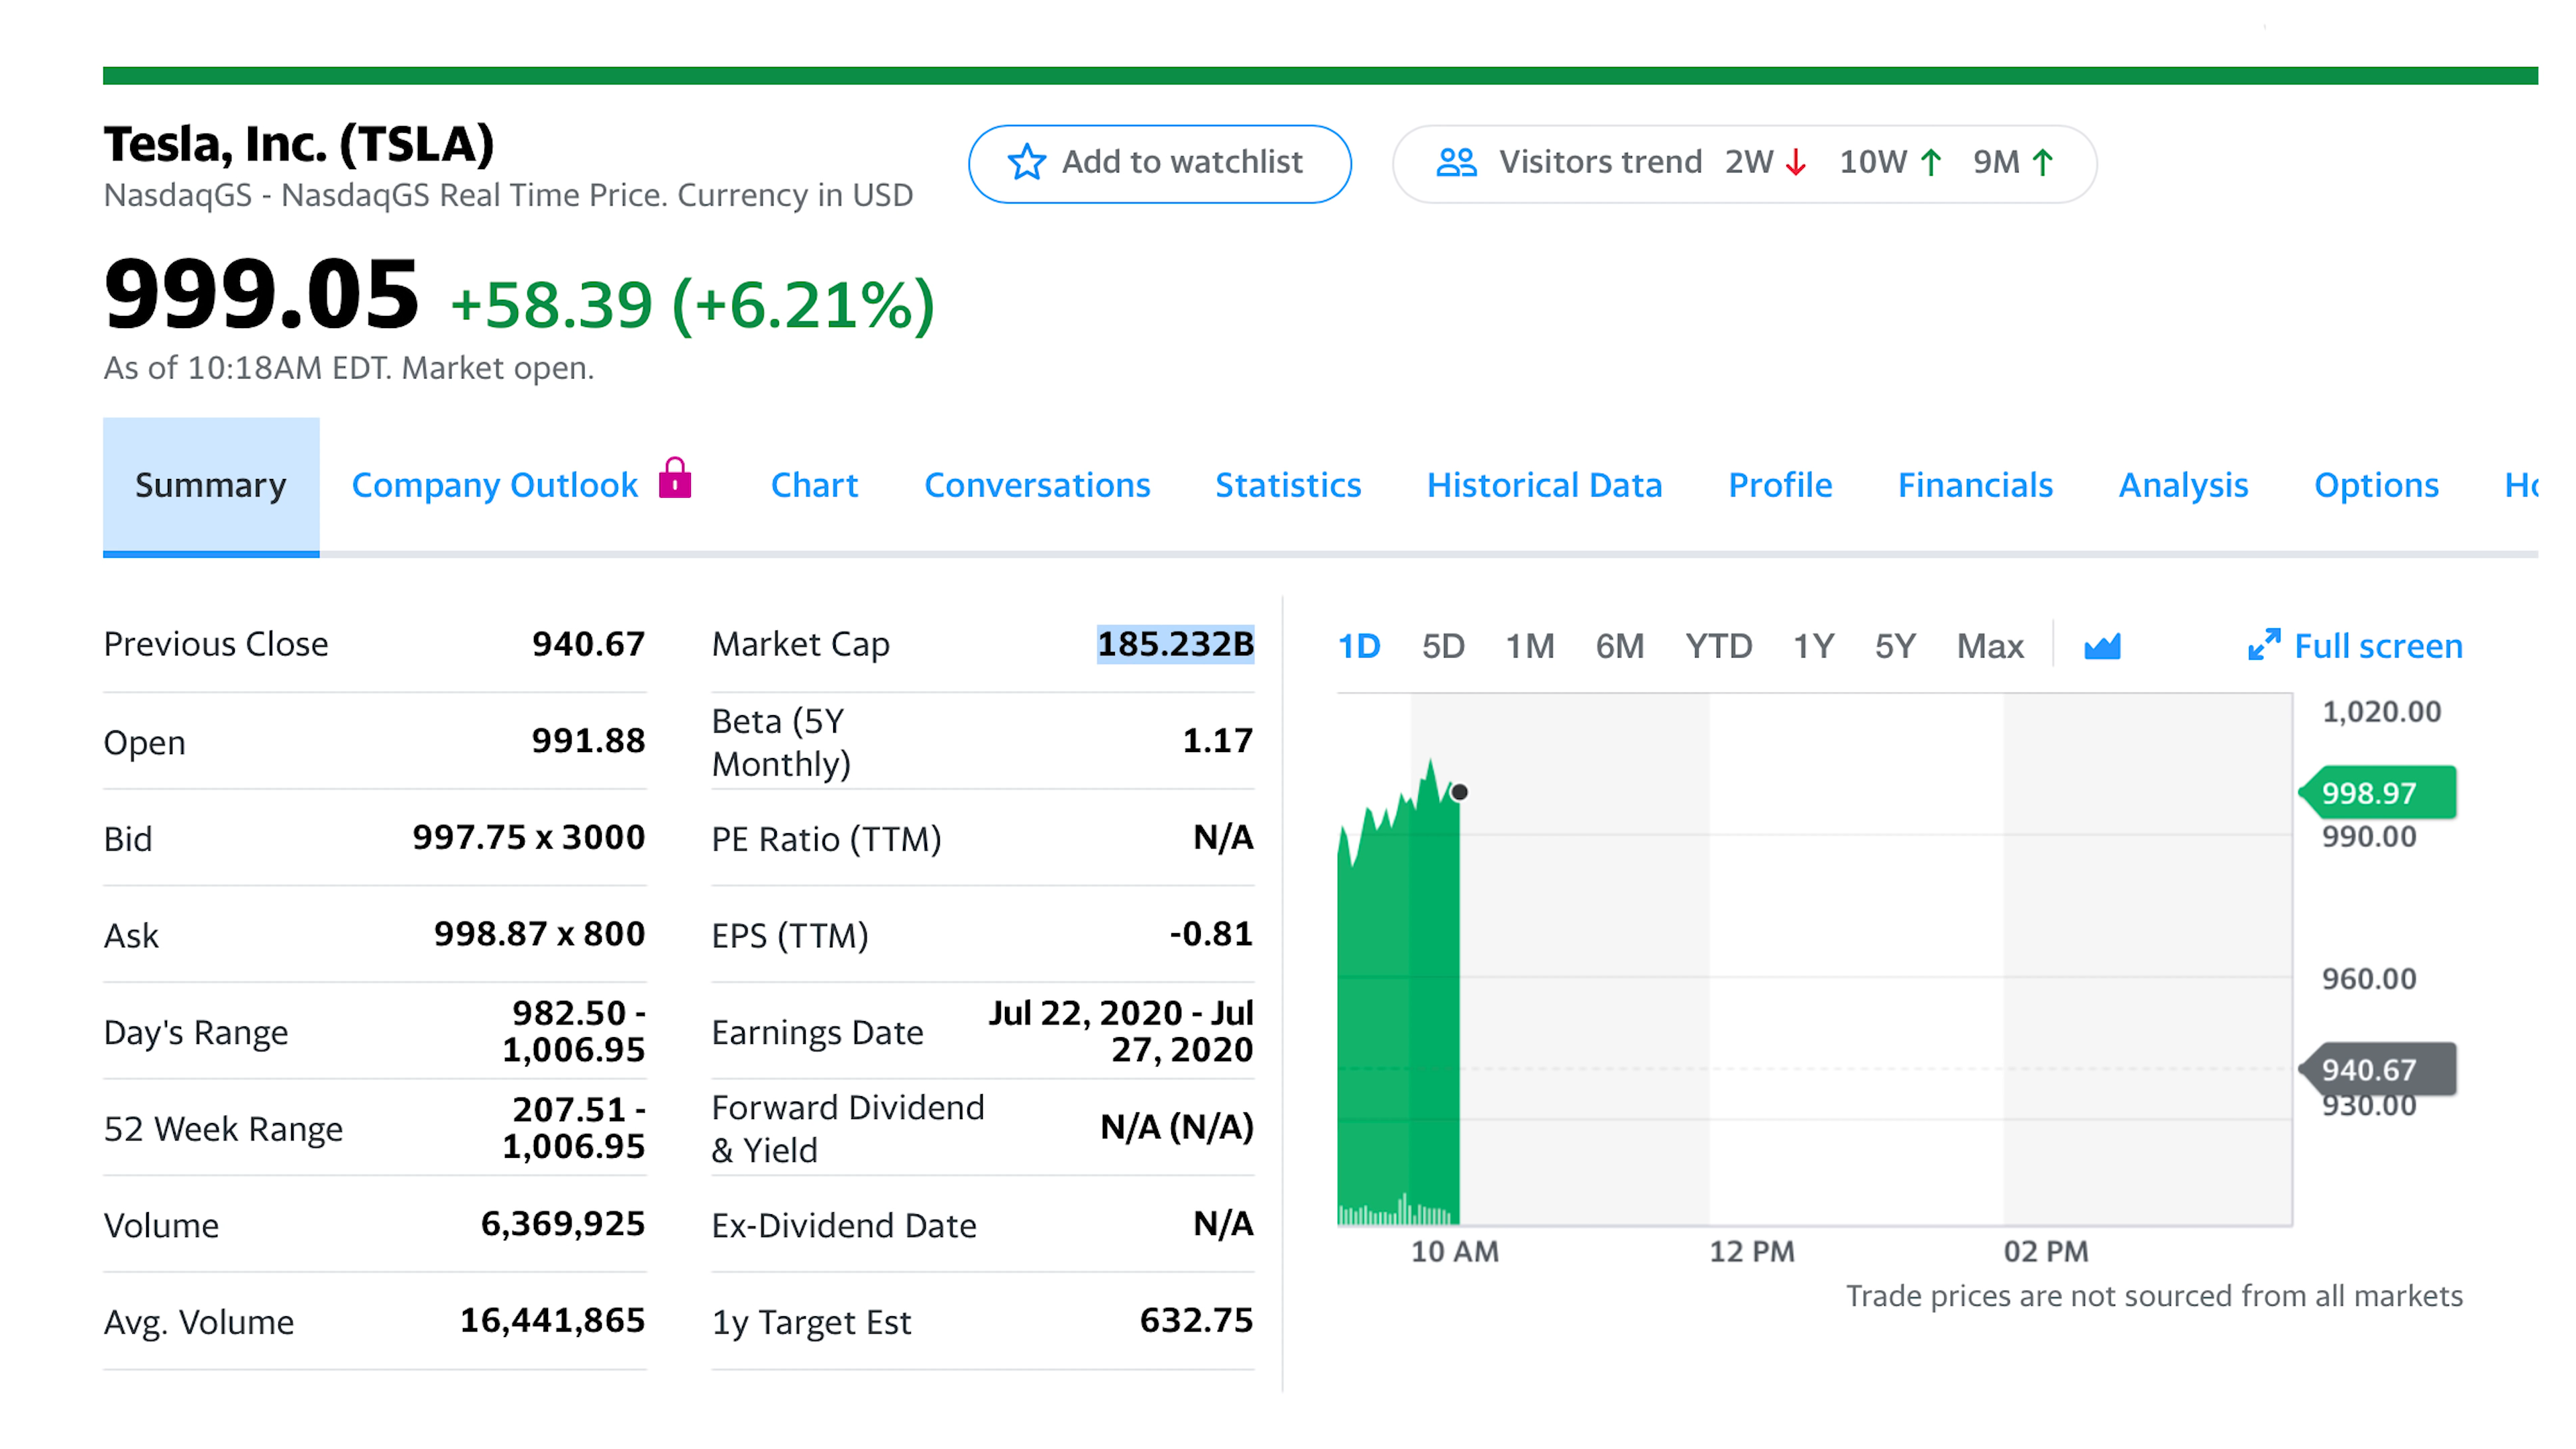 Tesla, Inc. (TSLA)
NasdaqGS - NasdaqGS Real Time Price. Currency in USD
Add to watchlist
Visitors trend 2W 10W 9M
999.05 +58.39 (+6.21%)
As of 10:18AM EDT. Market open.
Summary Company Outlook Chart Conversations Statistics Historical Data Profile Financials Analysis Options Ho
Previous Close 940.67
Open 991.88
Bid 997.75 x 3000
Ask 998.87 x 800
Day's Range 982.50 -
1,006.95
52 Week Range 207.51 -
1,006.95
Volume 6,369,925
Avg. Volume 16,441,865
Market Cap 185.232B
Beta (5Y
Monthly) 1.17
PE Ratio (TTM) N/A
EPS (TTM) -0.81
Earnings Date Jul 22, 2020 - Jul
27, 2020
Forward Dividend
& Yield N/A (N/A)
Ex-Dividend Date N/A
1y Target Est 632.75
1D 5D 1M 6M YTD 1Y 5Y Max Full screen
1,020.00
998.97
990.00
960.00
940.67
930.00
10 AM 12 PM 02 PM
Trade prices are not sourced from all markets